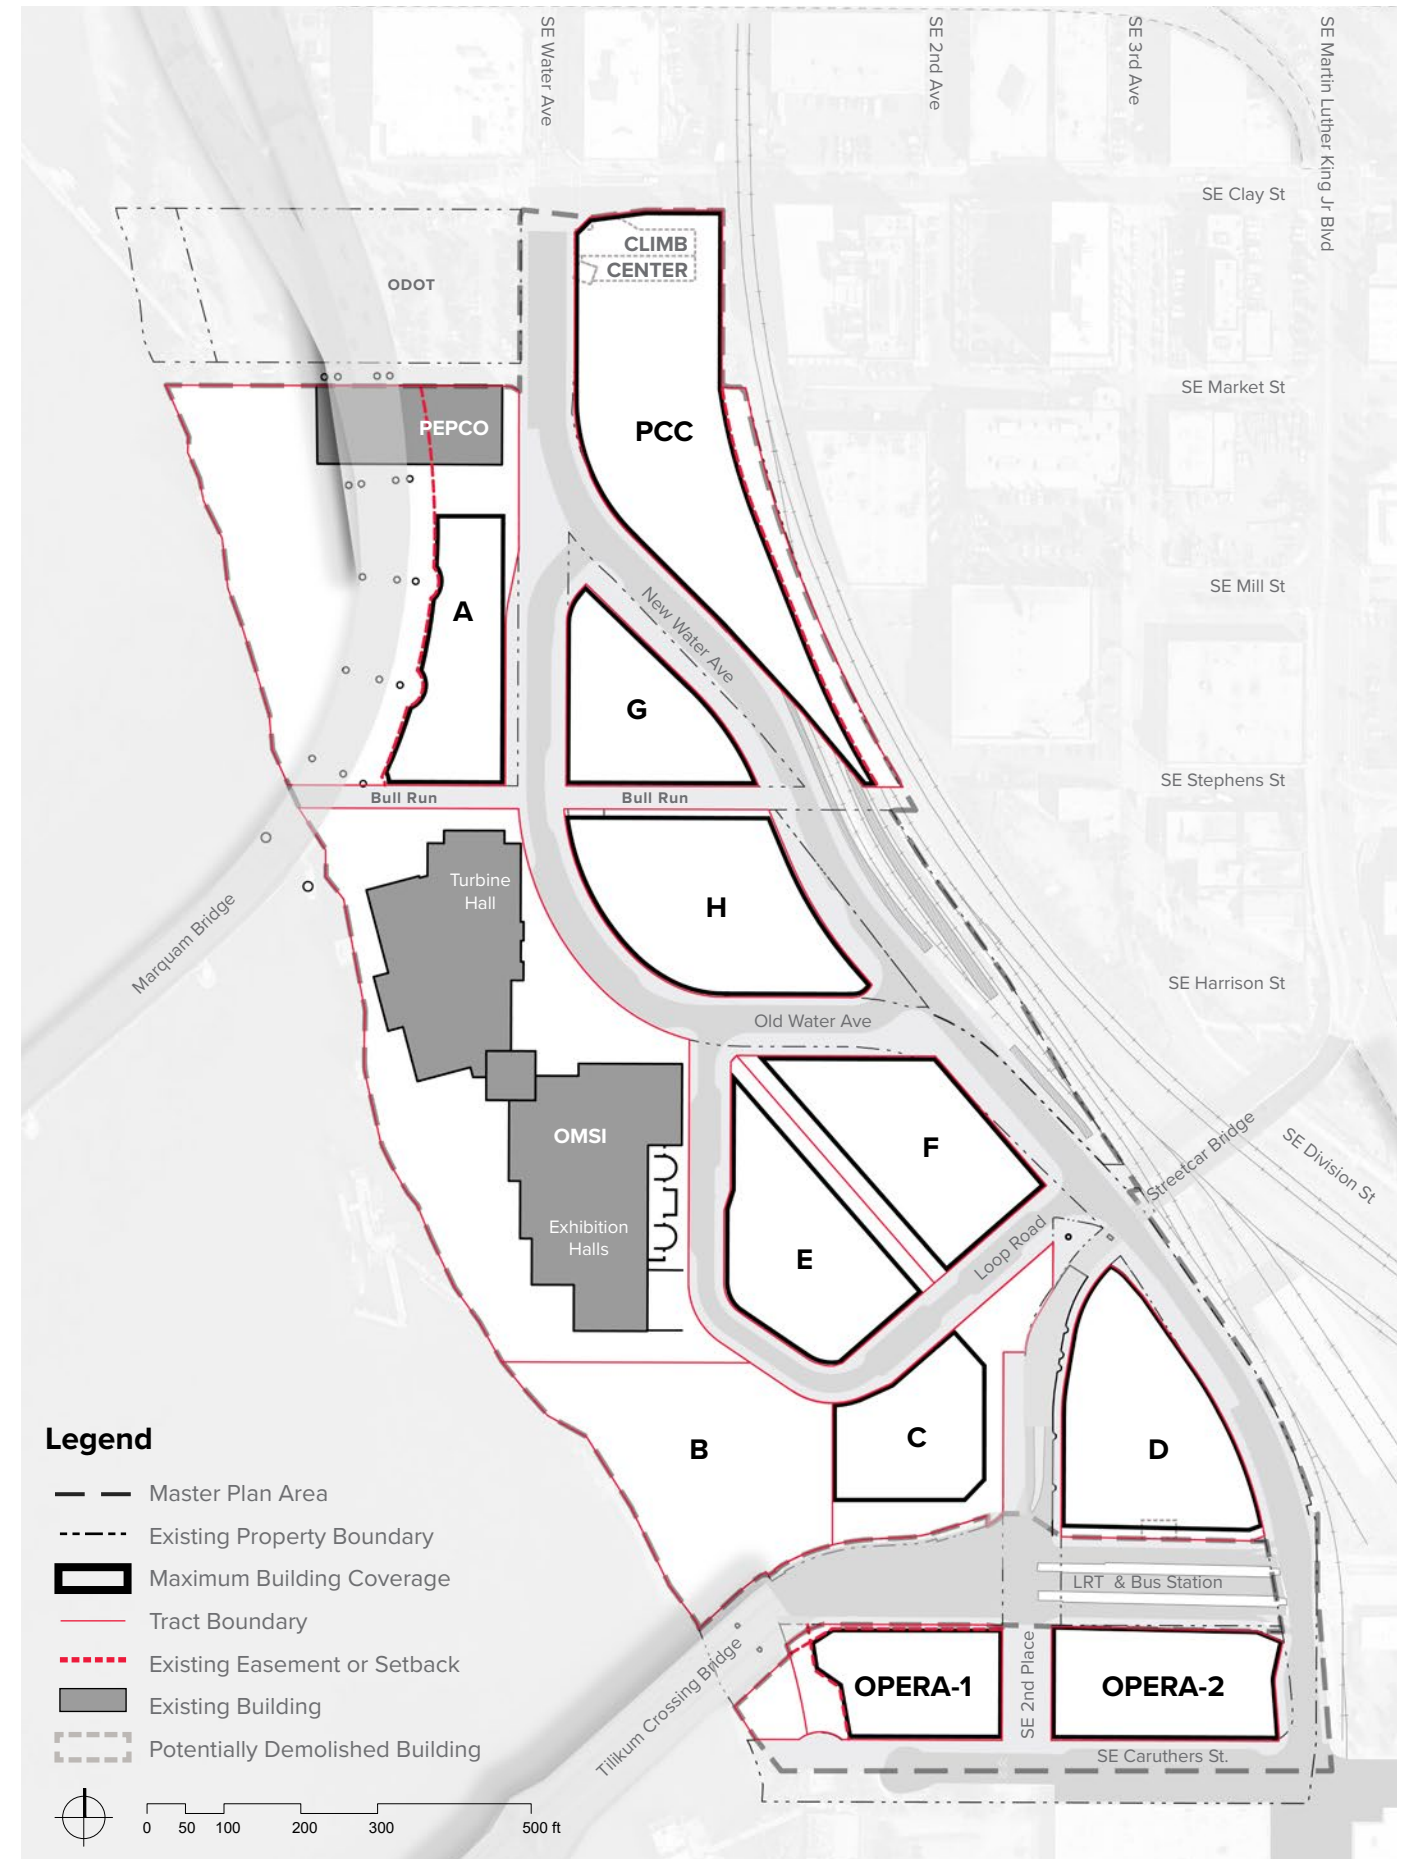 SE Water Ave
SE 2nd Ave
SE 3rd Ave
SE Martin Luther King Jr Blvd
SE Clay St
CLIMB
CENTER
ODOT
SE Market St
PEPCO
PCC
SE Mill St
A
New Water Ave
G
SE Stephens St
Bull Run
Bull Run
Turbine
Hall
H
Marquam Bridge
SE Harrison St
Old Water Ave
OMSI
F
Streetcar Bridge
SE Division St
Exhibition
Halls
E
Loop Road
B
C
D
LRT & Bus Station
Tilikum Crossing Bridge
OPERA-1
SE 2nd Place
OPERA-2
SE Caruthers St.
Legend
Master Plan Area
Existing Property Boundary
Maximum Building Coverage
Tract Boundary
Existing Easement or Setback
Existing Building
Potentially Demolished Building
0 50 100 200 300 500 ft